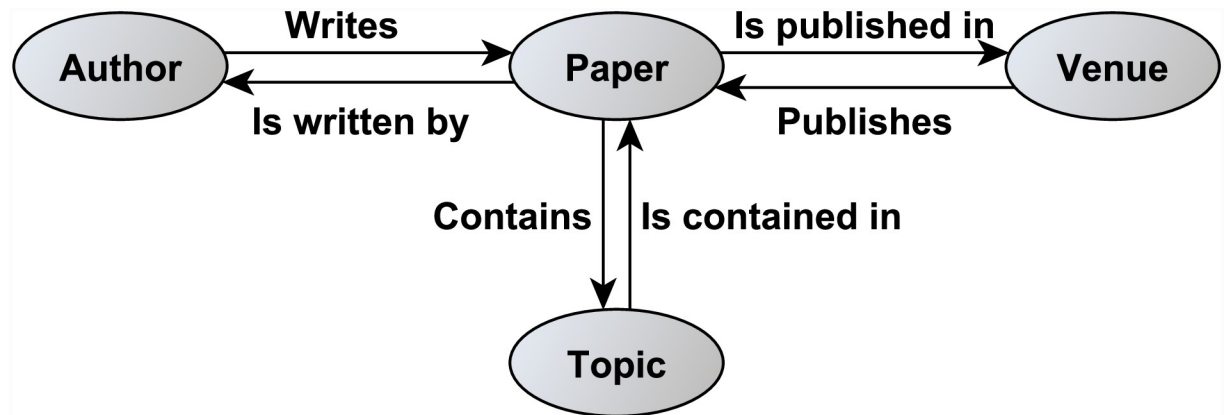 Writes
Is published in
Author
Paper
Venue
Is written by
Publishes
Contains
Is contained in
Topic